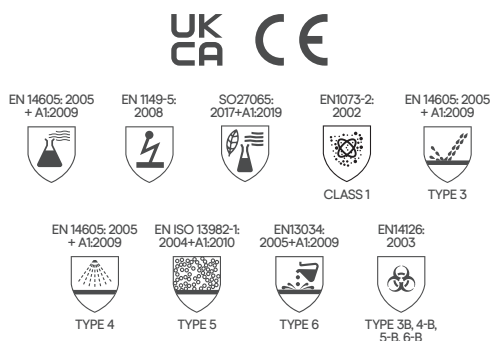 UK
CA CE
EN 14605: 2005
+ A1:2009
EN 1149-5:
2008
SO27065:
2017+A1:2019
EN1073-2:
2002
EN 14605: 2005
+ A1:2009
CLASS 1
TYPE 3
EN 14605: 2005
+ A1:2009
EN ISO 13982-1:
2004+A1:2010
EN13034:
2005+A1:2009
EN14126:
2003
TYPE 4
TYPE 5
TYPE 6
TYPE 3B, 4-B,
5-B, 6-B